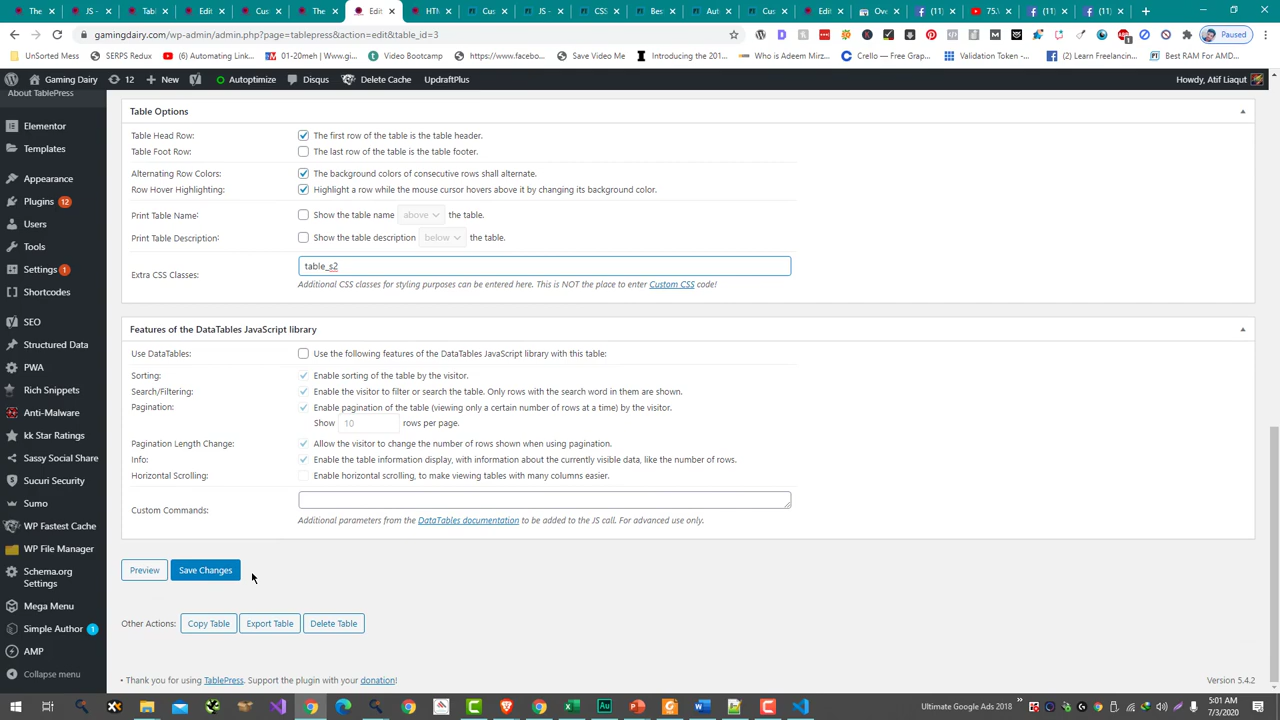 The
JS -
Cus
Edit
HTM
Cus
JS -
CSS
Bes
Aut
Cus
Edit
Ove
gamingdairy.com/wp-admin/admin.php?page=tablepress&action=edit&table_id=3
Paused
UnSorted Mess
SERPS Redux
(6) Automating Link...
01-20meh | Www.gi...
Video Bootcamp
https://www.facebo...
Save Video Me
Introducing the 201...
Who is Adeem Mirz...
Crello — Free Grap...
Validation Token -...
(2) Learn Freelancin...
Best RAM For AMD...
Gaming Dairy
12
New
Autoptimize
Disqus
Delete Cache
UpdraftPlus
Howdy, Atif Liaqut
About TablePress
Elementor
Templates
Appearance
Plugins 12
Users
Tools
Settings 1
Shortcodes
SEO
Structured Data
PWA
Rich Snippets
Anti-Malware
kk Star Ratings
Sassy Social Share
Sucuri Security
Sumo
WP Fastest Cache
WP File Manager
Schema.org
Settings
Mega Menu
Simple Author 1
AMP
Collapse menu
Table Options
Table Head Row: The first row of the table is the table header.
Table Foot Row: The last row of the table is the table footer.
Alternating Row Colors: The background colors of consecutive rows shall alternate.
Row Hover Highlighting: Highlight a row while the mouse cursor hovers above it by changing its background color.
Print Table Name: Show the table name above the table.
Print Table Description: Show the table description below the table.
Extra CSS Classes: table_s2
Additional CSS classes for styling purposes can be entered here. This is NOT the place to enter Custom CSS code!
Features of the DataTables JavaScript library
Use DataTables: Use the following features of the DataTables JavaScript library with this table:
Sorting: Enable sorting of the table by the visitor.
Search/Filtering: Enable the visitor to filter or search the table. Only rows with the search word in them are shown.
Pagination: Enable pagination of the table (viewing only a certain number of rows at a time) by the visitor.
Show 10 rows per page.
Pagination Length Change: Allow the visitor to change the number of rows shown when using pagination.
Info: Enable the table information display, with information about the currently visible data, like the number of rows.
Horizontal Scrolling: Enable horizontal scrolling, to make viewing tables with many columns easier.
Custom Commands:
Additional parameters from the DataTables documentation to be added to the JS call. For advanced use only.
Preview
Save Changes
Other Actions: Copy Table Export Table Delete Table
• Thank you for using TablePress. Support the plugin with your donation!
Version 5.4.2
Ultimate Google Ads 2018
5:01 AM
7/3/2020